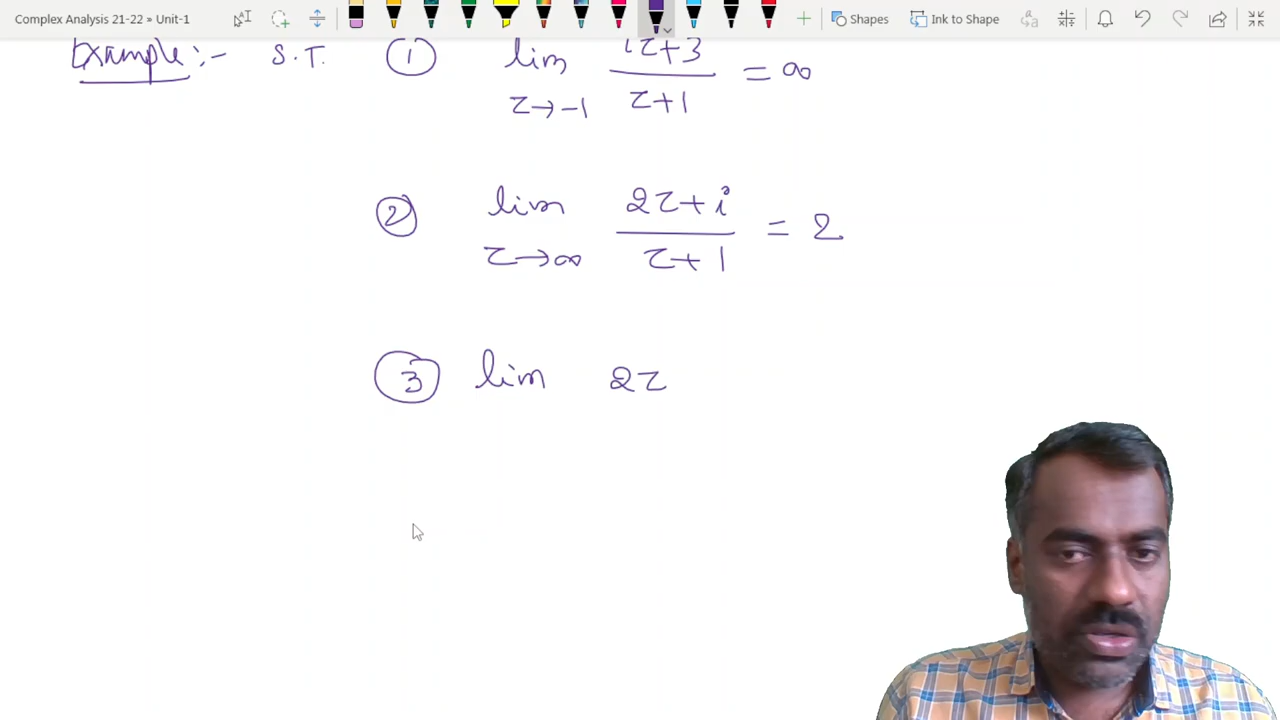 Complex Analysis 21-22 » Unit-1
Shapes
Ink to Shape
Example :- S.T. ① lim z→-1 iz+3 / z+1 = ∞
② lim z→∞ 2z+i / z+1 = 2
③ lim 2z